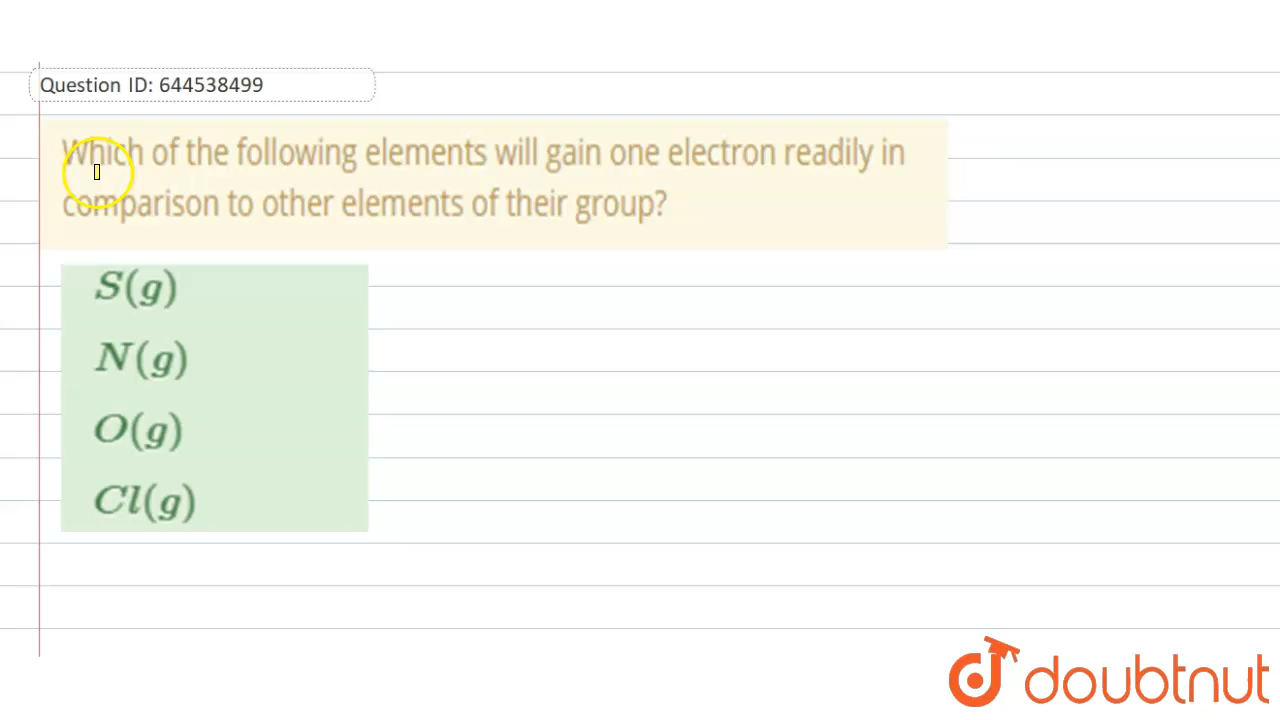 Question ID: 644538499
Which of the following elements will gain one electron readily in
comparison to other elements of their group?
S(g)
N(g)
O(g)
Cl(g)
doubtnut